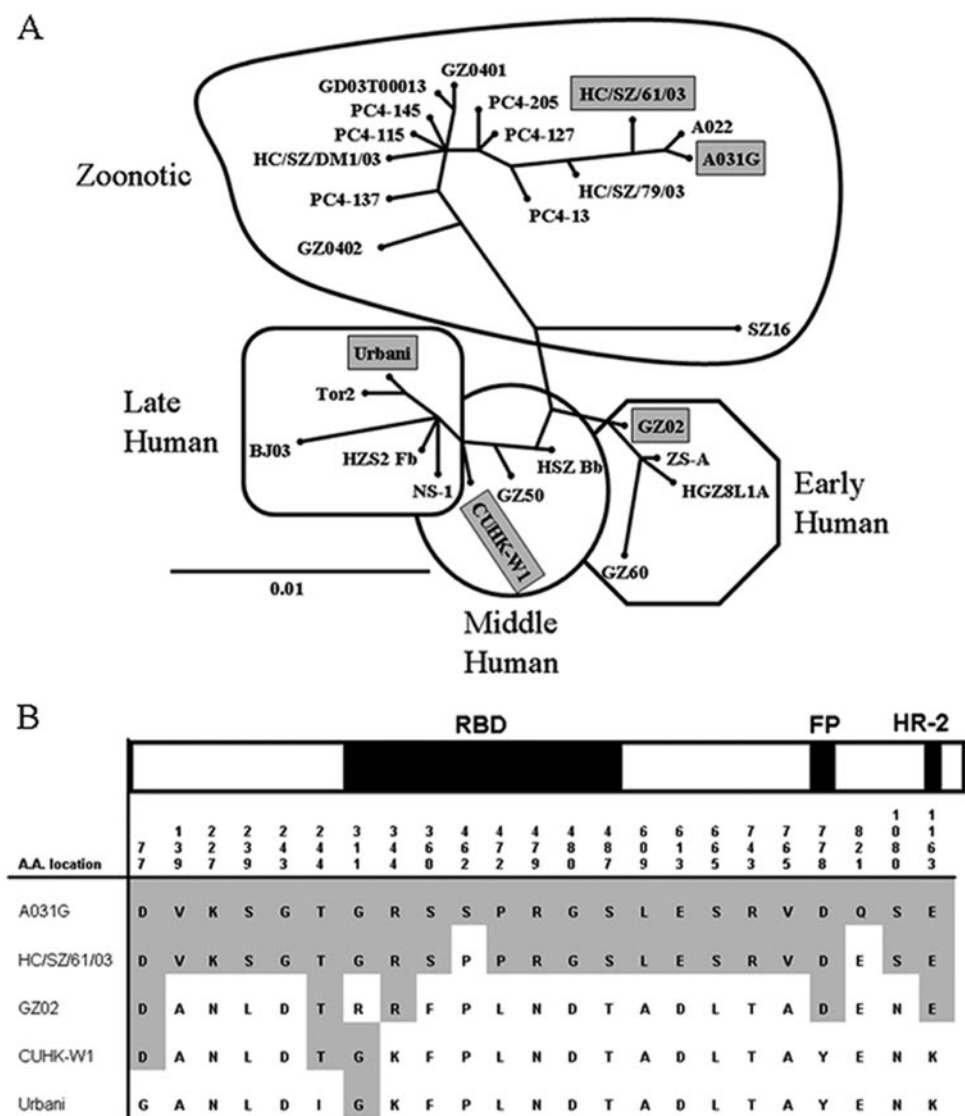 A
GZ0401
GD03T00013
HC/SZ/61/03
PC4-145
PC4-205
PC4-115
PC4-127
A022
HC/SZ/DM1/03
A031G
Zoonotic
HC/SZ/79/03
PC4-137
PC4-13
GZ0402
SZ16
Urbani
Tor2
Late
Human
GZ02
BJ03
HZS2 Fb
HSZ Bb
ZS-A
NS-1
GZ50
HGZ8L1A
Early
Human
CUHK-W1
GZ60
0.01
Middle
Human
B
RBD FP HR-2
A.A. location 77 139 227 239 243 244 311 344 360 462 472 479 480 487 609 613 665 743 765 778 821 1080 1163
A031G D V K S G T G R S S P R G S L E S R V D Q S E
HC/SZ/61/03 D V K S G T G R S P P R G S L E S R V D E S E
GZ02 D A N L D T R R F P L N D T A D L T A D E N E
CUHK-W1 D A N L D T G K F P L N D T A D L T A Y E N K
Urbani G A N L D I G K F P L N D T A D L T A Y E N K